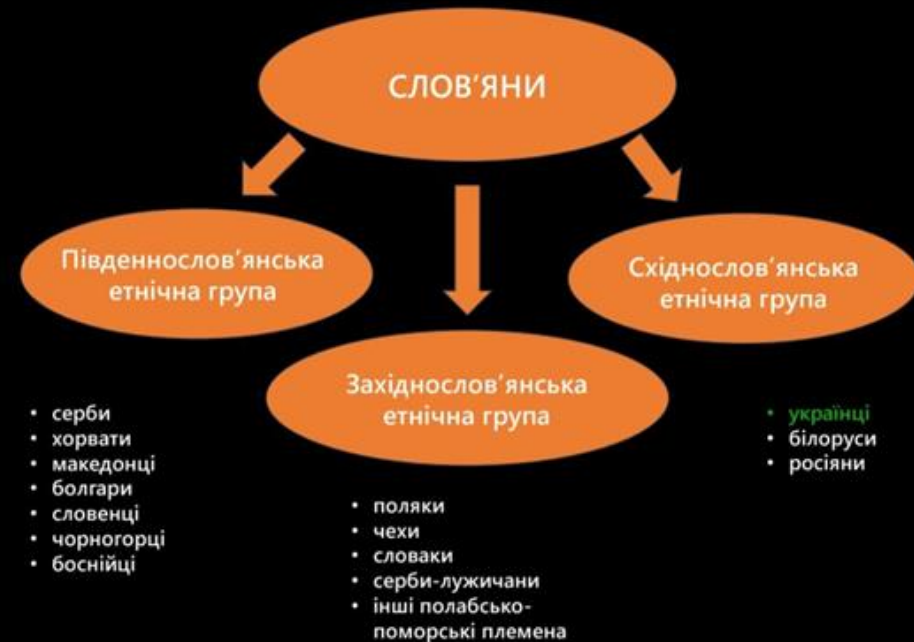 СЛОВ'ЯНИ
Південнослов'янська
етнічна група
Східнослов'янська
етнічна група
Західнослов'янська
етнічна група
• серби
• хорвати
• македонці
• болгари
• словенці
• чорногорці
• боснійці
• поляки
• чехи
• словаки
• серби-лужичани
• інші полабсько-
поморські племена
• українці
• білоруси
• росіяни